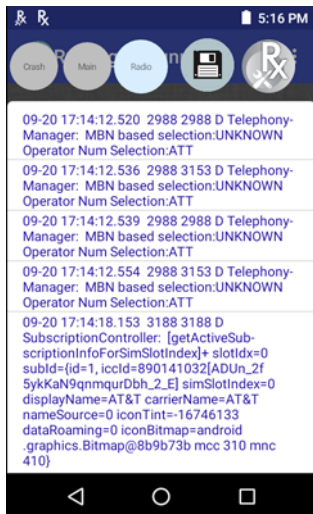 5:16 PM
Crash
Main
Radio
09-20 17:14:12.520 2988 2988 D Telephony-
Manager: MBN based selection:UNKNOWN
Operator Num Selection:ATT
09-20 17:14:12.536 2988 3153 D Telephony-
Manager: MBN based selection:UNKNOWN
Operator Num Selection:ATT
09-20 17:14:12.539 2988 2988 D Telephony-
Manager: MBN based selection:UNKNOWN
Operator Num Selection:ATT
09-20 17:14:12.554 2988 3153 D Telephony-
Manager: MBN based selection:UNKNOWN
Operator Num Selection:ATT
09-20 17:14:18.153 3188 3188 D
SubscriptionController: [getActiveSub-
scriptionInfoForSimSlotIndex]+ slotIdx=0
subId={id=1, iccId=890141032[ADUn_2f
5ykKaN9qnmqurDbh_2_E] simSlotIndex=0
displayName=AT&T carrierName=AT&T
nameSource=0 iconTint=-16746133
dataRoaming=0 iconBitmap=android
.graphics.Bitmap@8b9b73b mcc 310 mnc
410}